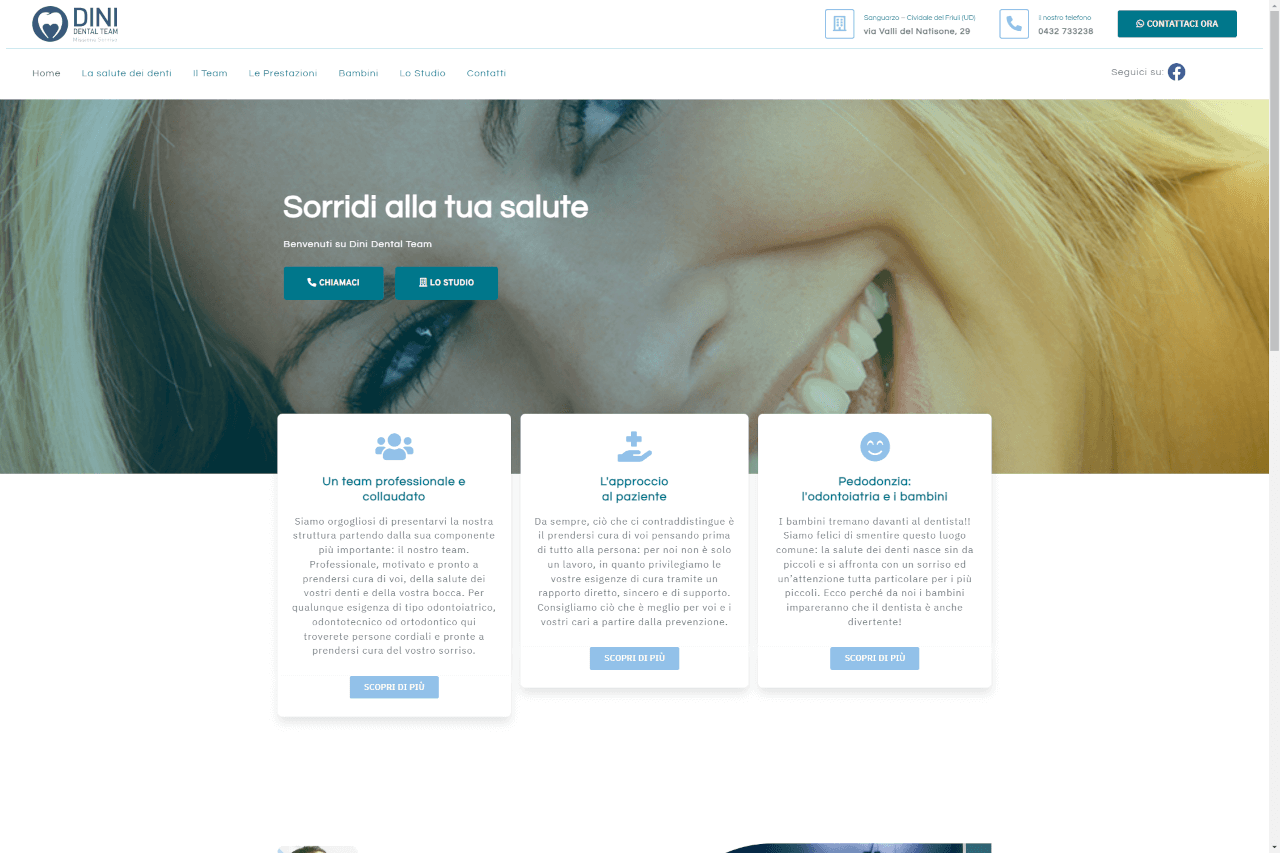 DINI
DENTAL TEAM
Sanguarzo – Cividale del Friuli (UD)
via Valli del Natisone, 29
il nostro telefono
0432 733238
CONTATTACI ORA
Home
La salute dei denti
Il Team
Le Prestazioni
Bambini
Lo Studio
Contatti
Seguici su:
Sorridi alla tua salute
Benvenuti su Dini Dental Team
CHIAMACI
LO STUDIO
Un team professionale e
collaudato
Siamo orgogliosi di presentarvi la nostra
struttura partendo dalla sua componente
più importante: il nostro team.
Professionale, motivato e pronto a
prendersi cura di voi, della salute dei
vostri denti e della vostra bocca. Per
qualunque esigenza di tipo odontoiatrico,
odontotecnico od ortodontico qui
troverete persone cordiali e pronte a
prendersi cura del vostro sorriso.
SCOPRI DI PIÙ
L'approccio
al paziente
Da sempre, ciò che ci contraddistingue è
il prendersi cura di voi pensando prima
di tutto alla persona: per noi non è solo
un lavoro, in quanto privilegiamo le
vostre esigenze di cura tramite un
rapporto diretto, sincero e di supporto.
Consigliamo ciò che è meglio per voi e i
vostri cari a partire dalla prevenzione.
SCOPRI DI PIÙ
Pedodonzia:
l'odontoiatria e i bambini
I bambini tremano davanti al dentista!!
Siamo felici di smentire questo luogo
comune: la salute dei denti nasce sin da
piccoli e si affronta con un sorriso ed
un'attenzione tutta particolare per i più
piccoli. Ecco perché da noi i bambini
impareranno che il dentista è anche
divertente!
SCOPRI DI PIÙ